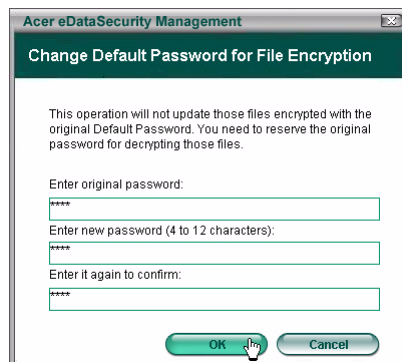 Acer eDataSecurity Management
Change Default Password for File Encryption
This operation will not update those files encrypted with the
original Default Password. You need to reserve the original
password for decrypting those files.
Enter original password:
****
Enter new password (4 to 12 characters):
****
Enter it again to confirm:
****
OK Cancel